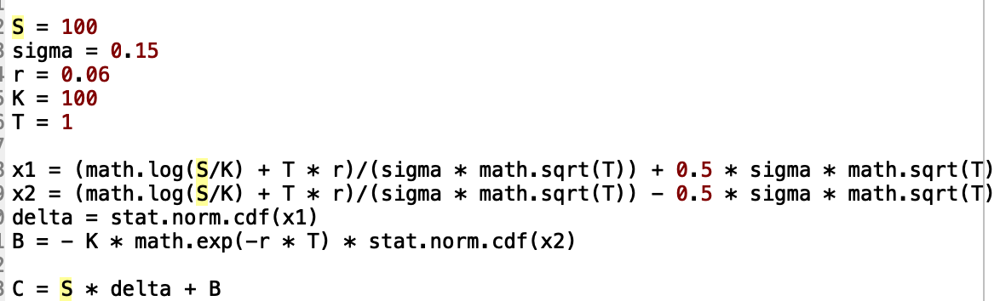 S = 100
sigma = 0.15
r = 0.06
K = 100
T = 1
x1 = (math.log(S/K) + T * r)/(sigma * math.sqrt(T)) + 0.5 * sigma * math.sqrt(T)
x2 = (math.log(S/K) + T * r)/(sigma * math.sqrt(T)) - 0.5 * sigma * math.sqrt(T)
delta = stat.norm.cdf(x1)
B = - K * math.exp(-r * T) * stat.norm.cdf(x2)
C = S * delta + B